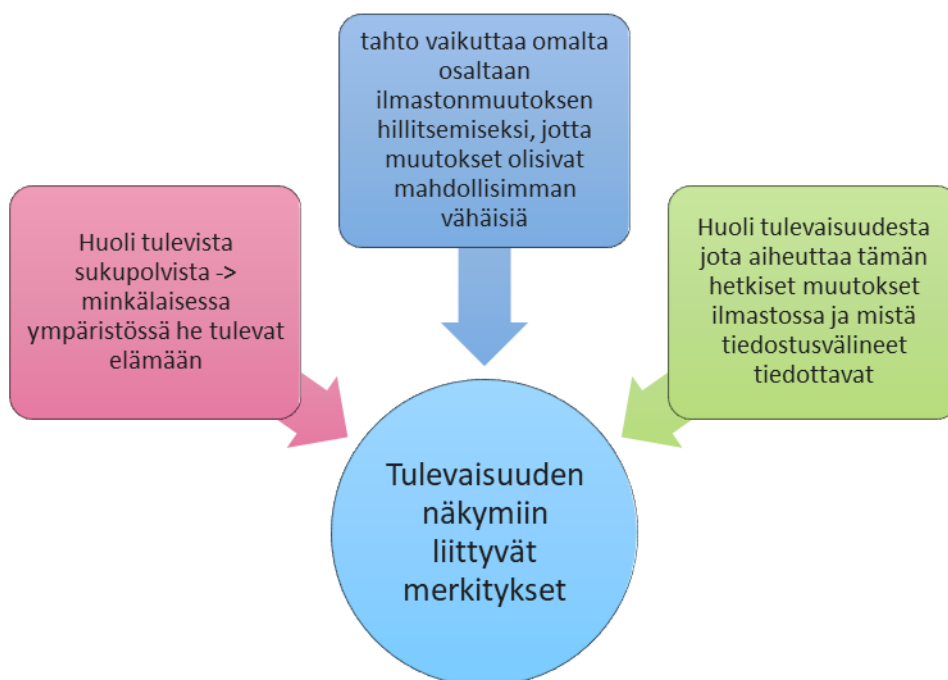 tahto vaikuttaa omalta
osaltaan
ilmastonmuutoksen
hillitsemiseksi, jotta
muutokset olisivat
mahdollisimman
vähäisiä
Huoli tulevista
sukupolvista ->
minkälaisessa
ympäristössä he tulevat
elämään
Huoli tulevaisuudesta
jota aiheuttaa tämän
hetkiset muutokset
ilmastossa ja mistä
tiedostusvälineet
tiedottavat
Tulevaisuuden
näkymiin
liittyvät
merkitykset